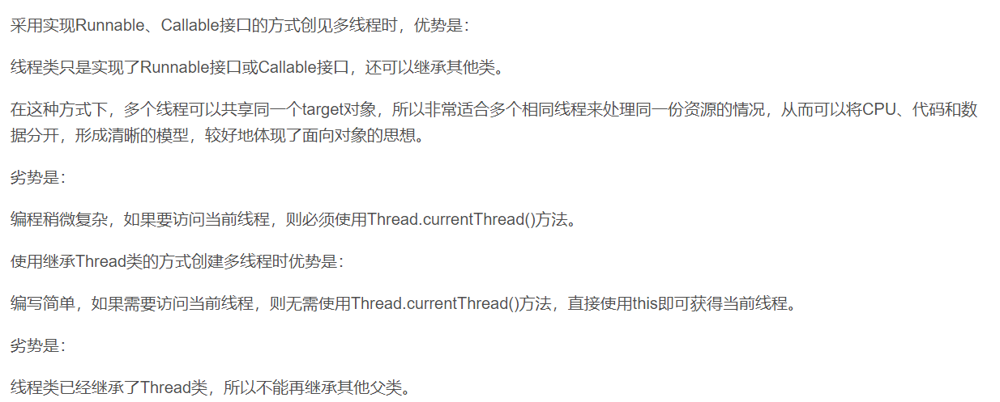 采用实现Runnable、Callable接口的方式创见多线程时，优势是：
线程类只是实现了Runnable接口或Callable接口，还可以继承其他类。
在这种方式下，多个线程可以共享同一个target对象，所以非常适合多个相同线程来处理同一份资源的情况，从而可以将CPU、代码和数
据分开，形成清晰的模型，较好地体现了面向对象的思想。
劣势是：
编程稍微复杂，如果要访问当前线程，则必须使用Thread.currentThread()方法。
使用继承Thread类的方式创建多线程时优势是：
编写简单，如果需要访问当前线程，则无需使用Thread.currentThread()方法，直接使用this即可获得当前线程。
劣势是：
线程类已经继承了Thread类，所以不能再继承其他父类。